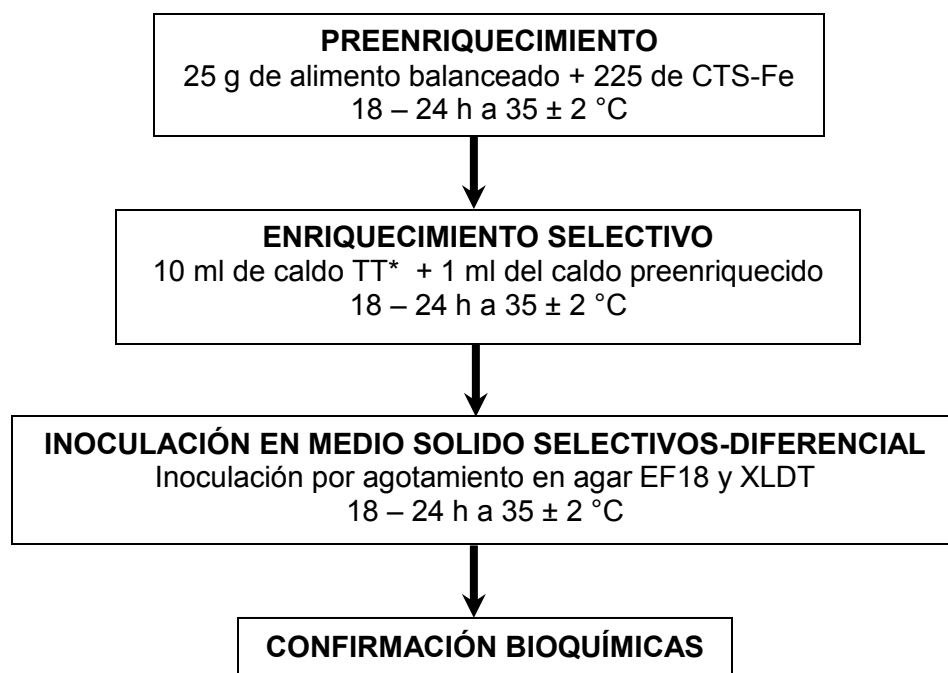 PREENRIQUECIMIENTO
25 g de alimento balanceado + 225 de CTS-Fe
18 – 24 h a 35 ± 2 °C
ENRIQUECIMIENTO SELECTIVO
10 ml de caldo TT* + 1 ml del caldo preenriquecido
18 – 24 h a 35 ± 2 °C
INOCULACIÓN EN MEDIO SOLIDO SELECTIVOS-DIFERENCIAL
Inoculación por agotamiento en agar EF18 y XLDT
18 – 24 h a 35 ± 2 °C
CONFIRMACIÓN BIOQUÍMICAS